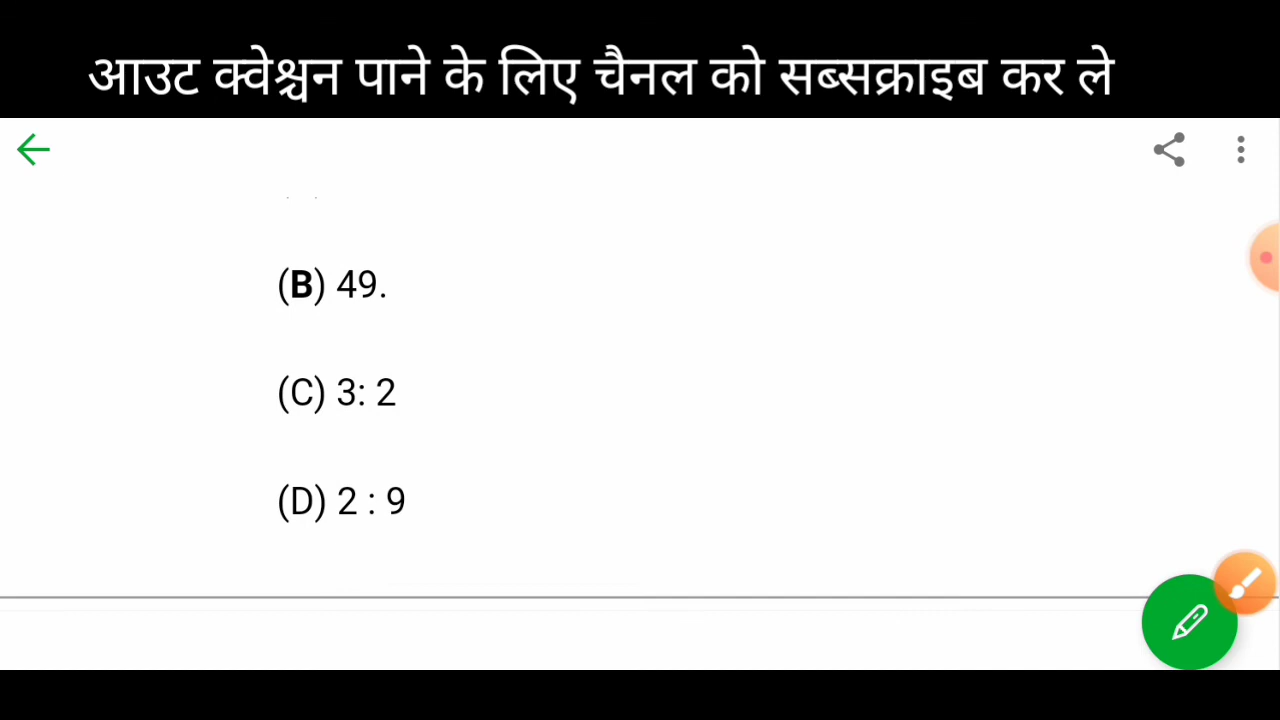 आउट क्वेश्चन पाने के लिए चैनल को सब्सक्राइब कर ले
(B) 49.
(C) 3: 2
(D) 2 : 9